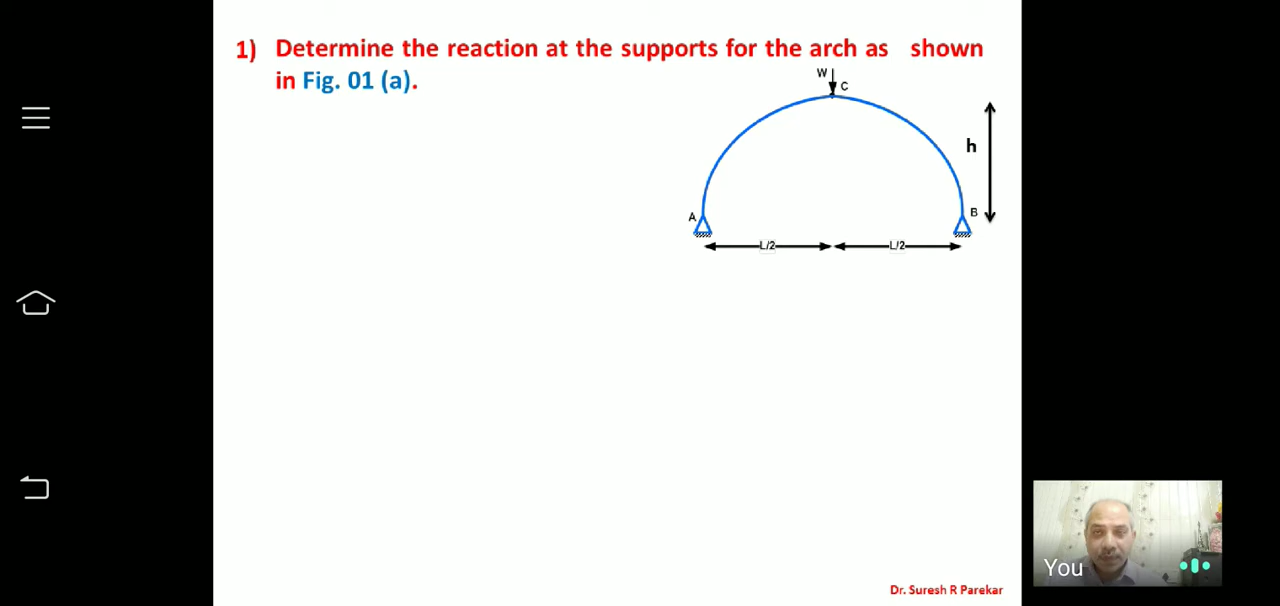 1) Determine the reaction at the supports for the arch as shown
in Fig. 01 (a).
W
C
h
A
B
L/2
L/2
You
Dr. Suresh R Parekar